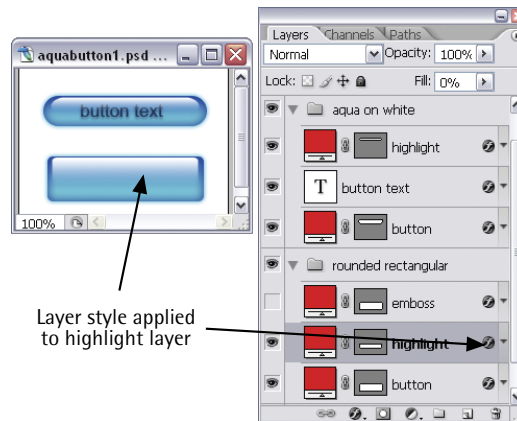 aquabutton1.psd ...
button text
100%
Layer style applied
to highlight layer
Layers Channels Paths
Normal Opacity: 100%
Lock: Fill: 0%
aqua on white
highlight
T button text
button
rounded rectangular
emboss
highlight
button